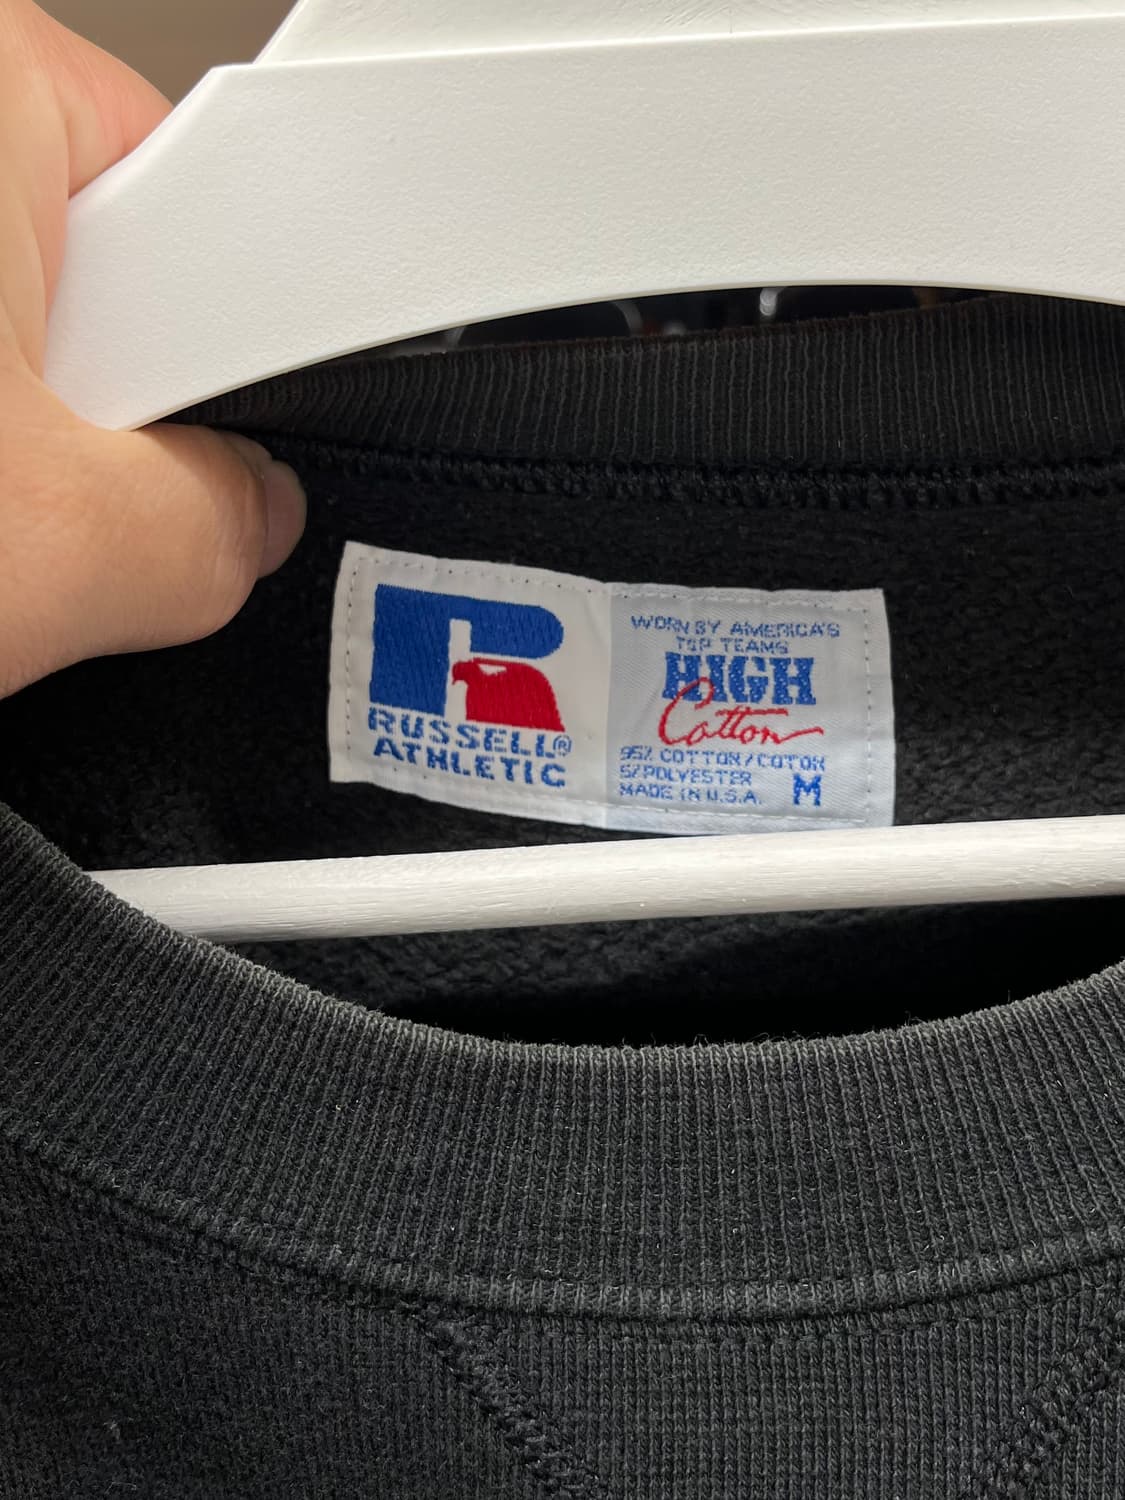 RUSSELL®
ATHLETIC
WORN BY AMERICA'S
TOP TEAMS
HIGH
Cotton
95% COTTON/COTON
5%POLYESTER
MADE IN U.S.A.
M